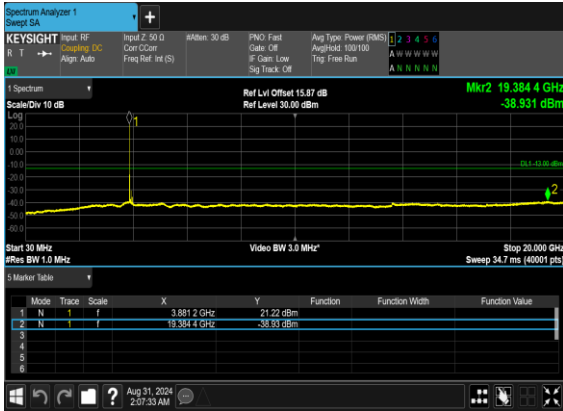 Spectrum Analyzer 1
Swept SA
+
KEYSIGHT Input: RF Input Z: 50 Ω #Atten: 30 dB PNO: Fast Avg Type: Power (RMS) 1 2 3 4 5 6
R T Coupling: DC Corr CCorr Gate: Off Avg|Hold: 100/100 A W W W W W
Align: Auto Freq Ref: Int (S) IF Gain: Low Trig: Free Run
Sig Track: Off A N N N N N
1 Spectrum Ref Lvl Offset 15.87 dB Mkr2 19.384 4 GHz
Scale/Div 10 dB Ref Level 30.00 dBm -38.931 dBm
Log
20.0
10.0
0.00
-10.0
-20.0
-30.0
-40.0
-50.0
-60.0
1
DL1 -13.00 dBm
2
Start 30 MHz Video BW 3.0 MHz* Stop 20.000 GHz
#Res BW 1.0 MHz Sweep 34.7 ms (40001 pts)
5 Marker Table
Mode Trace Scale X Y Function Function Width Function Value
1 N 1 f 3.881 2 GHz 21.22 dBm
2 N 1 f 19.384 4 GHz -38.93 dBm
3
4
5
6
? Aug 31, 2024
2:07:33 AM